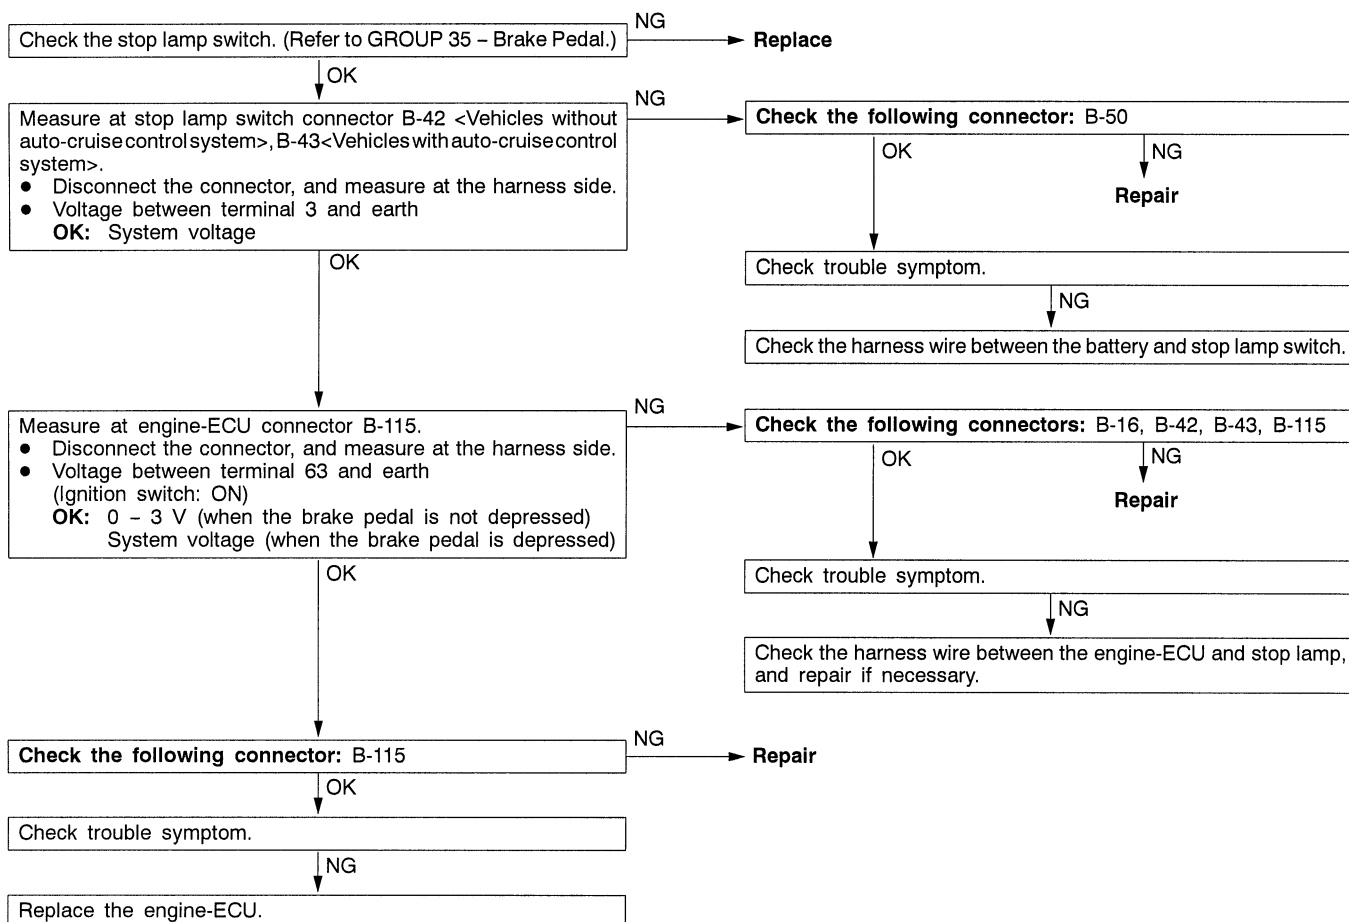 Check the stop lamp switch. (Refer to GROUP 35 – Brake Pedal.)
NG
Replace
OK
Measure at stop lamp switch connector B-42 <Vehicles without
auto-cruise control system>, B-43 <Vehicles with auto-cruise control
system>.
● Disconnect the connector, and measure at the harness side.
● Voltage between terminal 3 and earth
OK: System voltage
NG
Check the following connector: B-50
OK
NG
Repair
Check trouble symptom.
NG
Check the harness wire between the battery and stop lamp switch.
OK
Measure at engine-ECU connector B-115.
● Disconnect the connector, and measure at the harness side.
● Voltage between terminal 63 and earth
(Ignition switch: ON)
OK: 0 – 3 V (when the brake pedal is not depressed)
System voltage (when the brake pedal is depressed)
NG
Check the following connectors: B-16, B-42, B-43, B-115
OK
NG
Repair
Check trouble symptom.
NG
Check the harness wire between the engine-ECU and stop lamp,
and repair if necessary.
OK
Check the following connector: B-115
NG
Repair
OK
Check trouble symptom.
NG
Replace the engine-ECU.